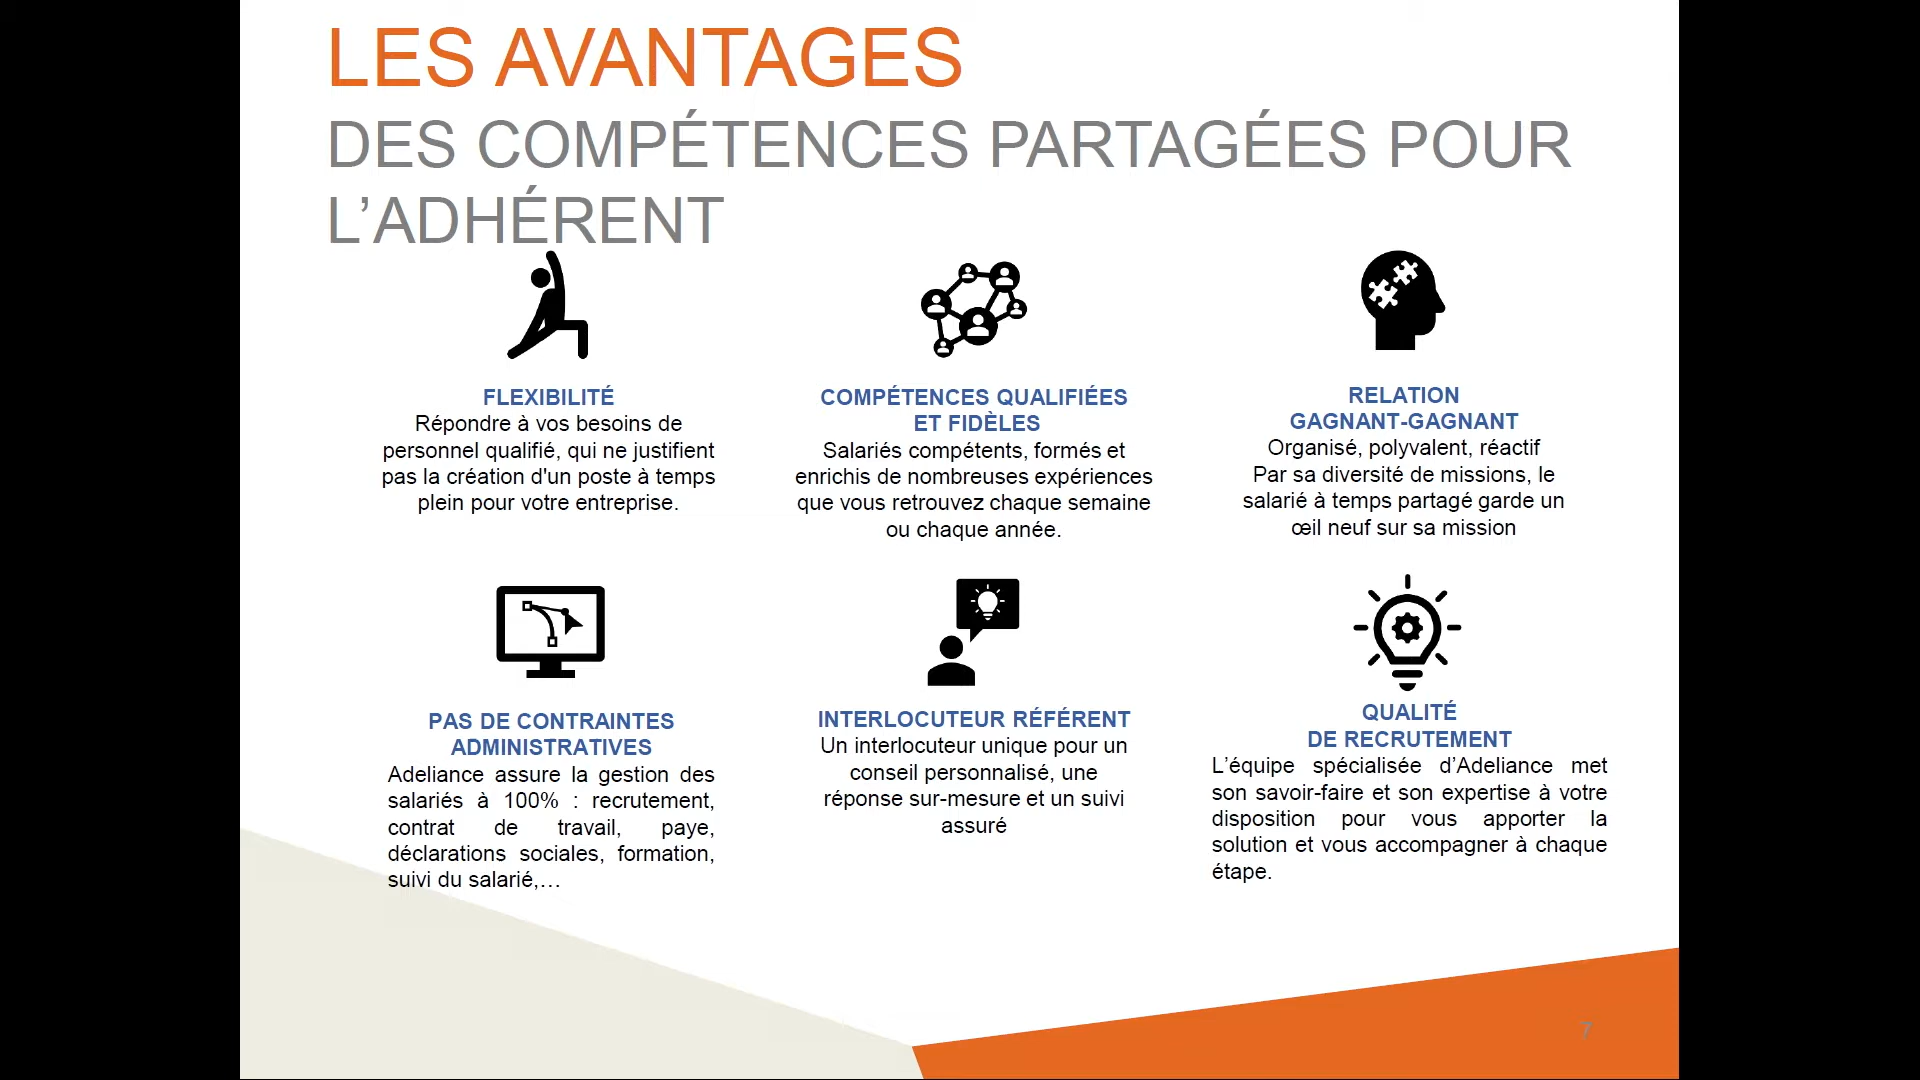 LES AVANTAGES
DES COMPÉTENCES PARTAGÉES POUR
L’ADHÉRENT
FLEXIBILITÉ
Répondre à vos besoins de
personnel qualifié, qui ne justifient
pas la création d'un poste à temps
plein pour votre entreprise.
COMPÉTENCES QUALIFIÉES
ET FIDÈLES
Salariés compétents, formés et
enrichis de nombreuses expériences
que vous retrouvez chaque semaine
ou chaque année.
RELATION
GAGNANT-GAGNANT
Organisé, polyvalent, réactif
Par sa diversité de missions, le
salarié à temps partagé garde un
œil neuf sur sa mission
PAS DE CONTRAINTES
ADMINISTRATIVES
Adeliance assure la gestion des
salariés à 100% : recrutement,
contrat de travail, paye,
déclarations sociales, formation,
suivi du salarié,…
INTERLOCUTEUR RÉFÉRENT
Un interlocuteur unique pour un
conseil personnalisé, une
réponse sur-mesure et un suivi
assuré
QUALITÉ
DE RECRUTEMENT
L’équipe spécialisée d’Adeliance met
son savoir-faire et son expertise à votre
disposition pour vous apporter la
solution et vous accompagner à chaque
étape.
7